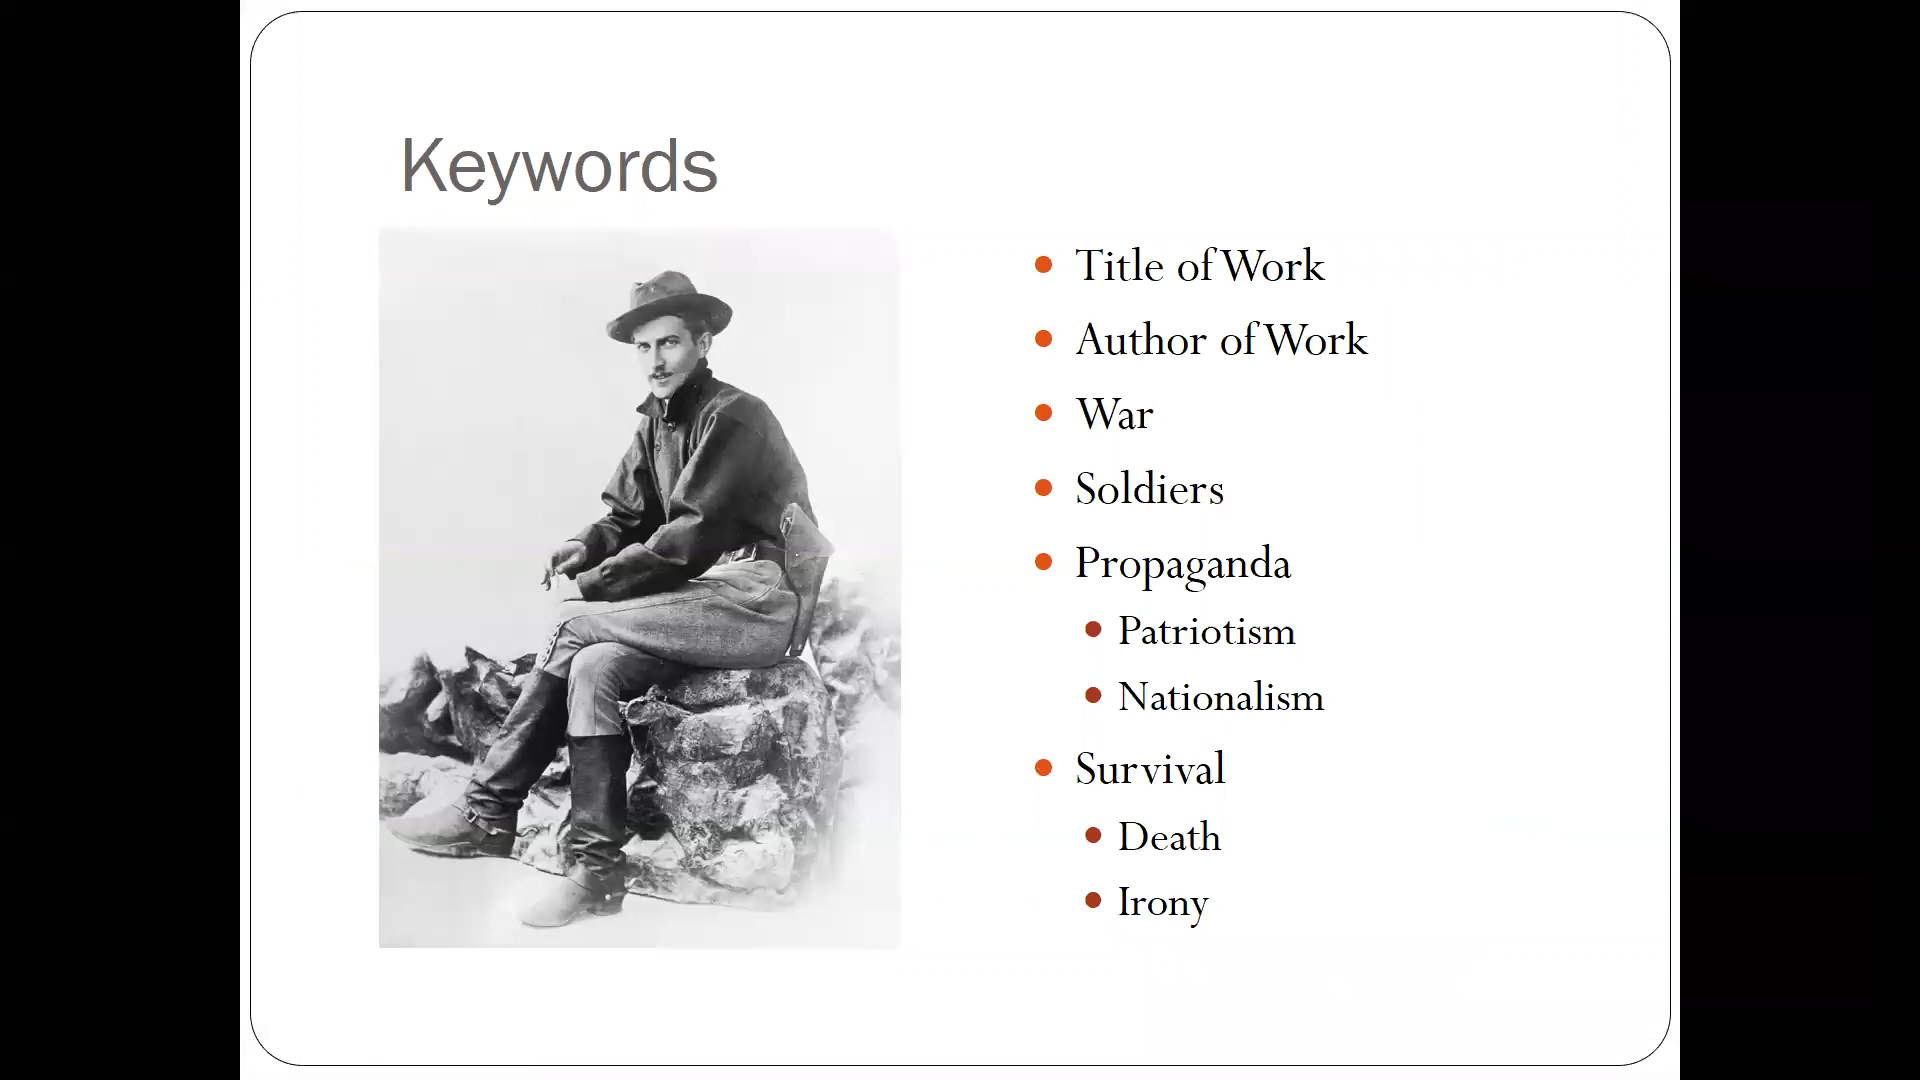 Keywords
Title of Work
Author of Work
War
Soldiers
Propaganda
Patriotism
Nationalism
Survival
Death
Irony